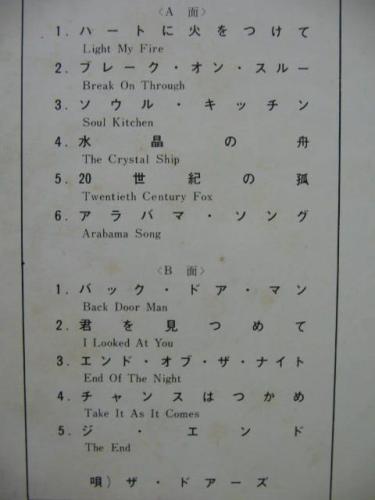 〈A 面〉
1. ハートに火をつけて
Light My Fire
2. ブレーク・オン・スルー
Break On Through
3. ソウル・キッチン
Soul Kitchen
4. 水晶の舟
The Crystal Ship
5. 20世紀の狐
Twentieth Century Fox
6. アラバマ・ソング
Arabama Song
〈B 面〉
1. バック・ドア・マン
Back Door Man
2. 君を見つめて
I Looked At You
3. エンド・オブ・ザ・ナイト
End Of The Night
4. チャンスはつかめ
Take It As It Comes
5. ジ・エンド
The End
唄) ザ・ドアーズ